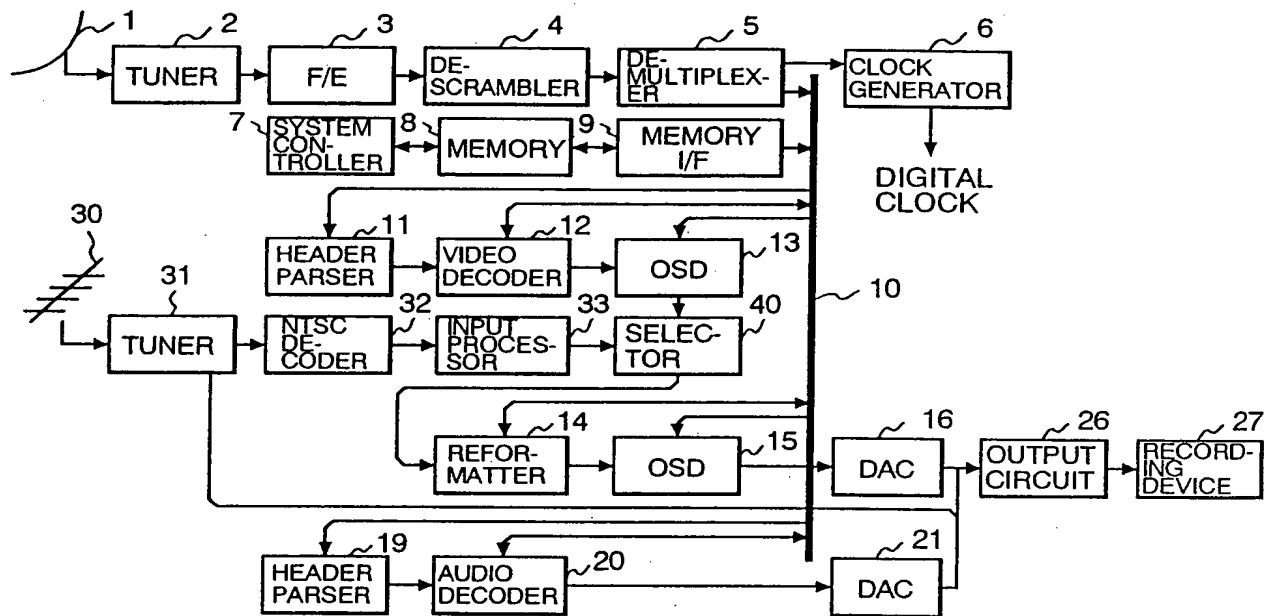 1
2
3
4
5
6
TUNER
F/E
DE-
SCRAMBLER
DE-
MULTIPLEX-
ER
CLOCK
GENERATOR
7
SYSTEM
CON-
TROLLER
8
MEMORY
9
MEMORY
I/F
DIGITAL
CLOCK
11
HEADER
PARSER
12
VIDEO
DECODER
13
OSD
10
30
31
TUNER
32
NTSC
DE-
CODER
33
INPUT
PROCES-
SOR
40
SELEC-
TOR
14
REFOR-
MATTER
15
OSD
16
DAC
26
OUTPUT
CIRCUIT
27
RECORD-
ING
DEVICE
19
HEADER
PARSER
20
AUDIO
DECODER
21
DAC